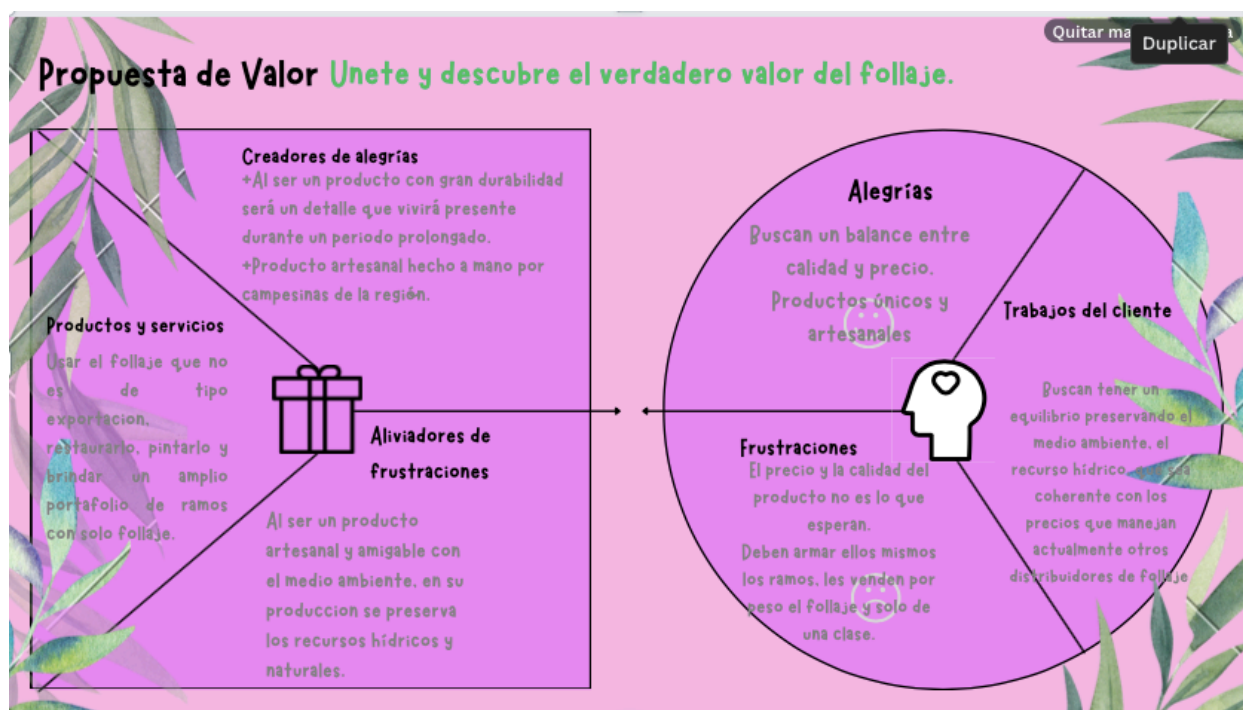 Quitar ma
Duplicar
Propuesta de Valor Unete y descubre el verdadero valor del follaje.
Creadores de alegrías
+Al ser un producto con gran durabilidad
será un detalle que vivirá presente
durante un periodo prolongado.
+Producto artesanal hecho a mano por
campesinas de la región.
Productos y servicios
Usar el follaje que no
es de tipo
exportacion,
restaurarlo, pintarlo y
brindar un amplio
portafolio de ramos
con solo follaje.
Aliviadores de
frustraciones
Al ser un producto
artesanal y amigable con
el medio ambiente, en su
produccion se preserva
los recursos hídricos y
naturales.
Alegrías
Buscan un balance entre
calidad y precio.
Productos únicos y
artesanales
Frustraciones
El precio y la calidad del
producto no es lo que
esperan.
Deben armar ellos mismos
los ramos, les venden por
peso el follaje y solo de
una clase.
Trabajos del cliente
Buscan tener un
equilibrio preservando el
medio ambiente, el
recurso hídrico,
coherente con los
precios que manejan
actualmente otros
distribuidores de follaje